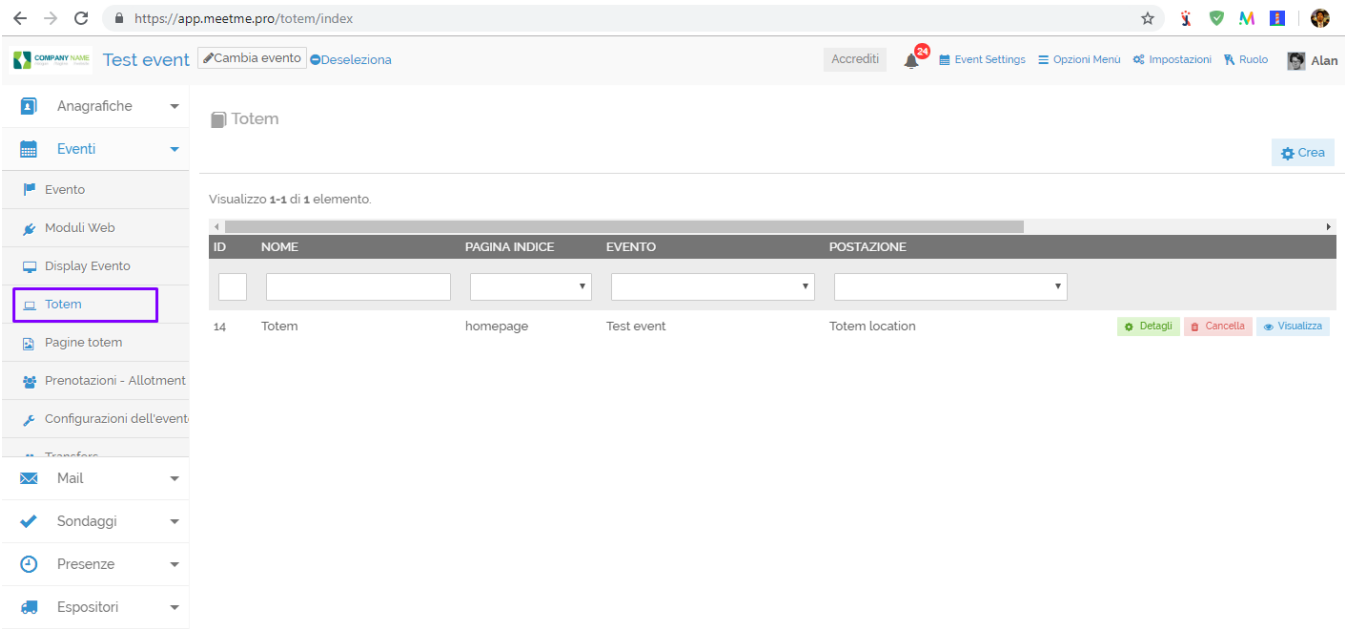 https://app.meetme.pro/totem/index
COMPANY NAME
Test event
Cambia evento
Deseleziona
Accrediti
24
Event Settings
Opzioni Menù
Impostazioni
Ruolo
Alan
Anagrafiche
Eventi
Evento
Moduli Web
Display Evento
Totem
Pagine totem
Prenotazioni - Allotment
Configurazioni dell'event
Transfers
Mail
Sondaggi
Presenze
Espositori
Totem
Crea
Visualizzo 1-1 di 1 elemento.
ID NOME PAGINA INDICE EVENTO POSTAZIONE
14 Totem homepage Test event Totem location Detagli Cancella Visualizza